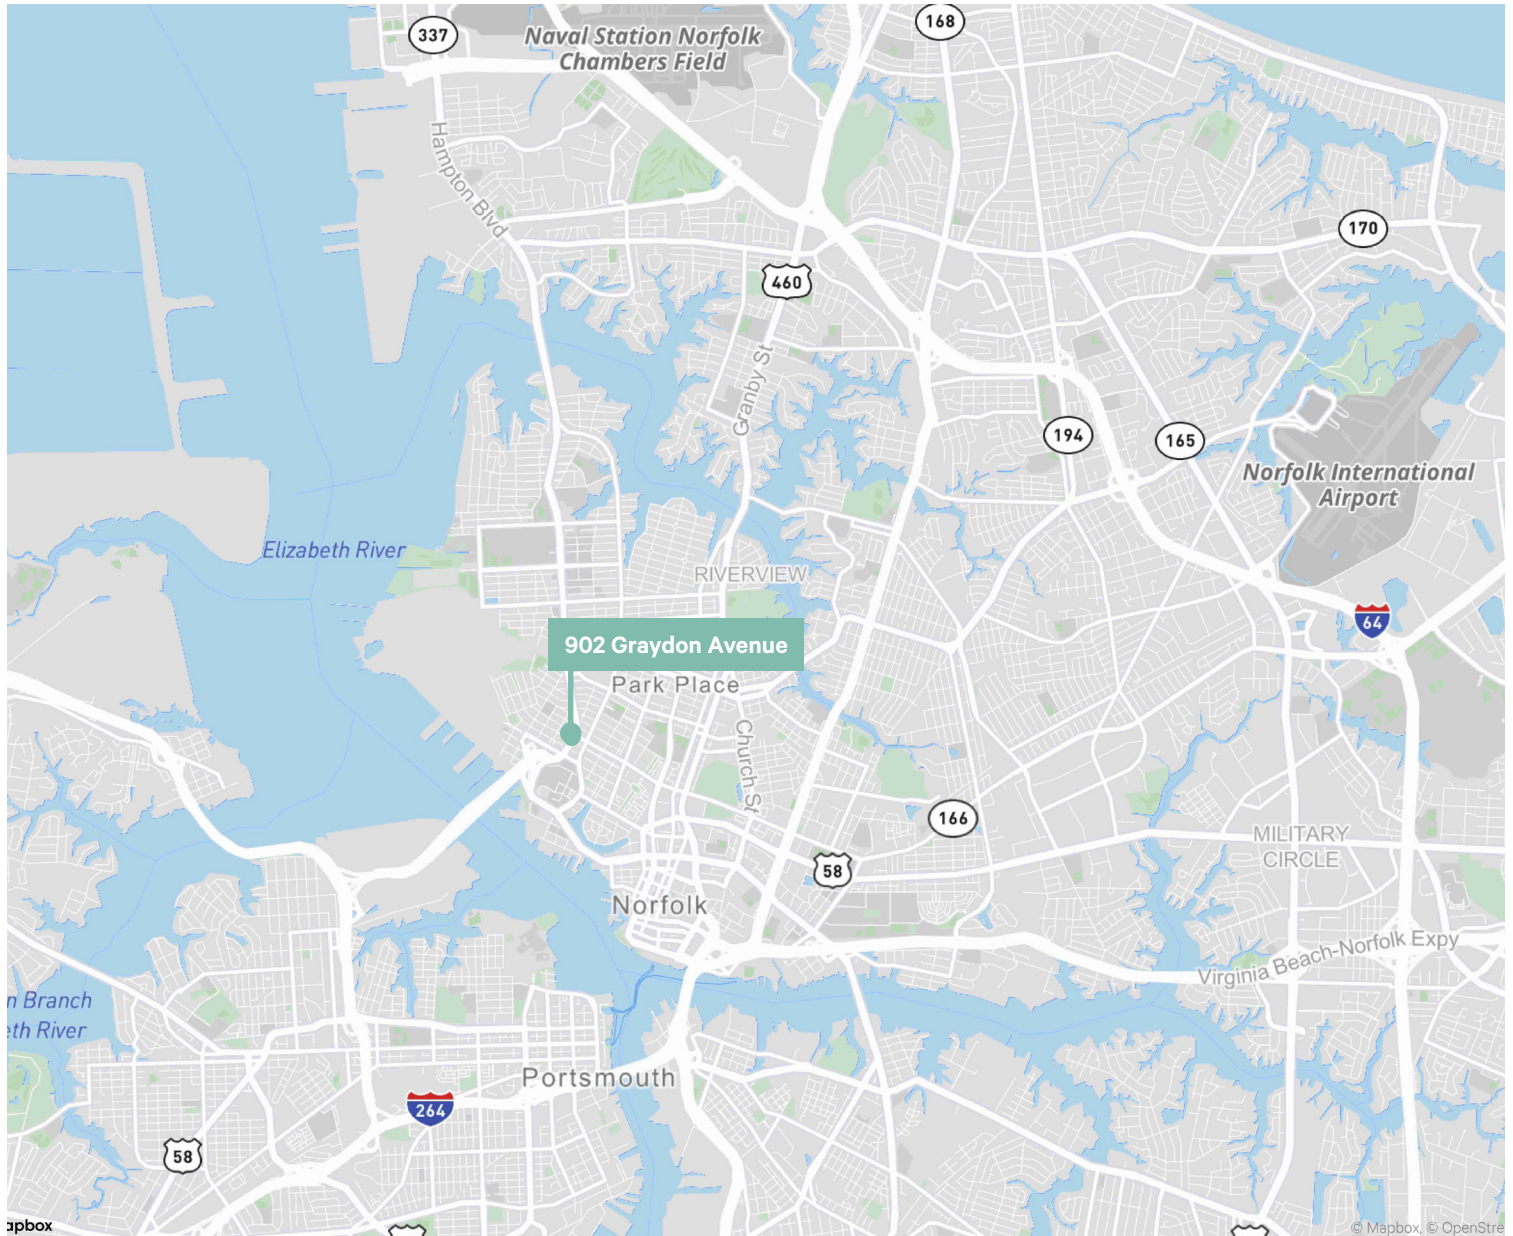 337
Naval Station Norfolk
Chambers Field
168
Hampton Blvd
170
460
Granby St
194
165
Norfolk International
Airport
Elizabeth River
RIVERVIEW
64
902 Graydon Avenue
Park Place
Church St
166
MILITARY
CIRCLE
58
Norfolk
Virginia Beach-Norfolk Expy
n Branch
eth River
Portsmouth
264
58
apbox
© Mapbox, © OpenStre